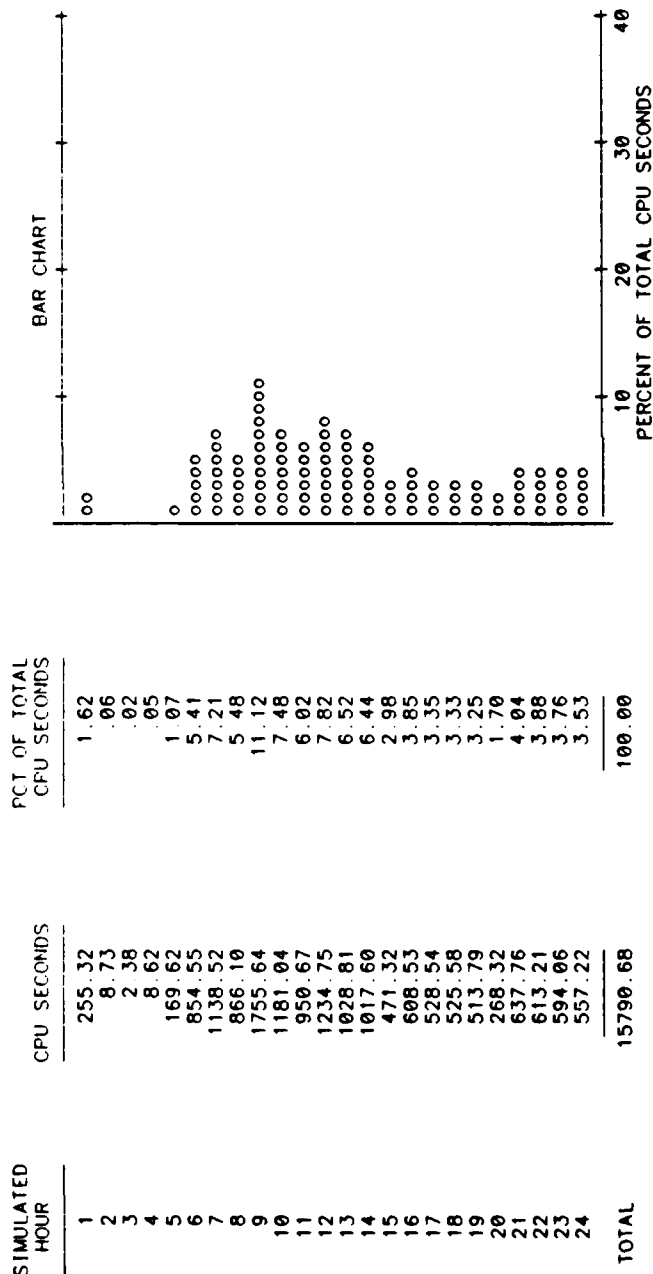 SIMULATED HOUR CPU SECONDS PCT OF TOTAL CPU SECONDS BAR CHART
1 255.32 1.62
2 8.73 .06
3 2.38 .02
4 8.62 .05
5 169.62 1.07
6 854.55 5.41
7 1138.52 7.21
8 866.10 5.48
9 1755.64 11.12
10 1181.04 7.48
11 950.67 6.02
12 1234.75 7.82
13 1028.81 6.52
14 1017.60 6.44
15 471.32 2.98
16 608.53 3.85
17 528.54 3.35
18 525.58 3.33
19 513.79 3.25
20 268.32 1.70
21 637.76 4.04
22 613.21 3.88
23 594.06 3.76
24 557.22 3.53
TOTAL 15790.68 100.00
10 20 30 40
PERCENT OF TOTAL CPU SECONDS